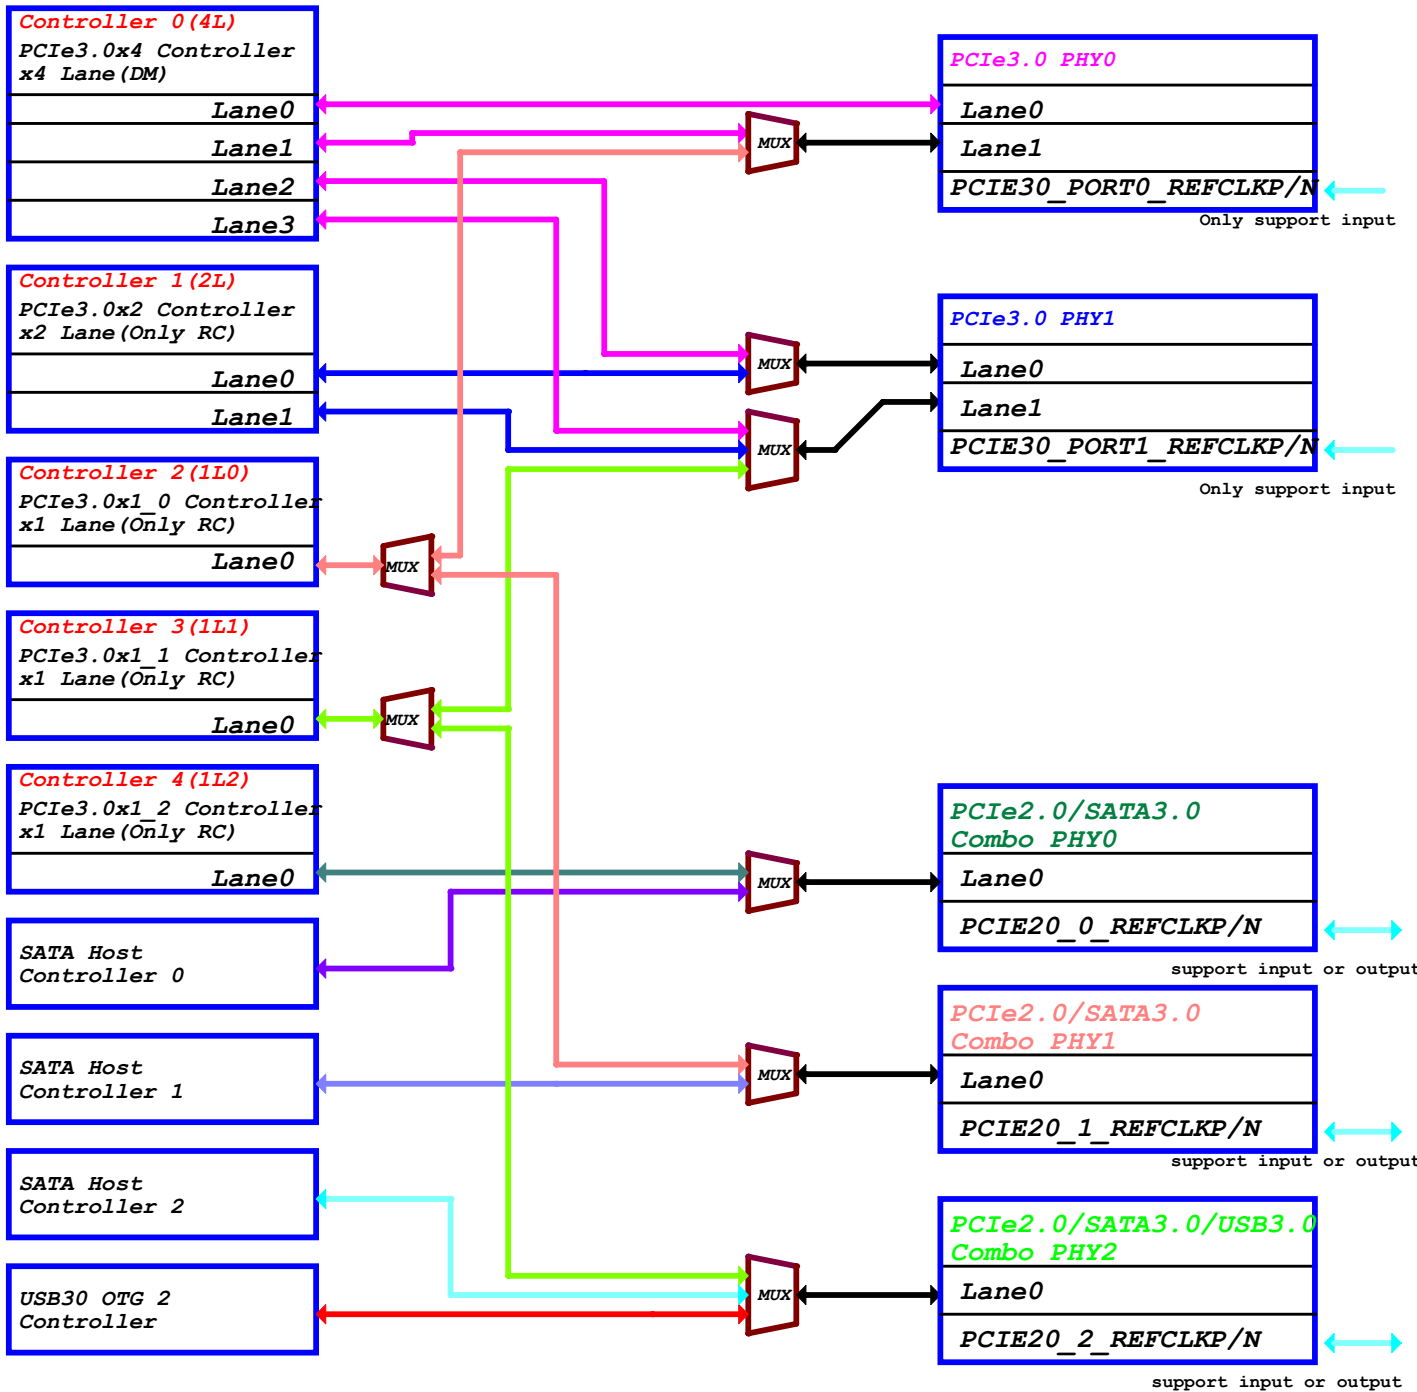 Controller 0(4L)
PCIe3.0x4 Controller
x4 Lane(DM)
Lane0
Lane1
Lane2
Lane3
Controller 1(2L)
PCIe3.0x2 Controller
x2 Lane(Only RC)
Lane0
Lane1
Controller 2(1L0)
PCIe3.0x1_0 Controller
x1 Lane(Only RC)
Lane0
Controller 3(1L1)
PCIe3.0x1_1 Controller
x1 Lane(Only RC)
Lane0
Controller 4(1L2)
PCIe3.0x1_2 Controller
x1 Lane(Only RC)
Lane0
SATA Host
Controller 0
SATA Host
Controller 1
SATA Host
Controller 2
USB30 OTG 2
Controller
MUX
MUX
MUX
MUX
MUX
MUX
MUX
MUX
PCIe3.0 PHY0
Lane0
Lane1
PCIE30_PORT0_REFCLKP/N
Only support input
PCIe3.0 PHY1
Lane0
Lane1
PCIE30_PORT1_REFCLKP/N
Only support input
PCIe2.0/SATA3.0
Combo PHY0
Lane0
PCIE20_0_REFCLKP/N
support input or output
PCIe2.0/SATA3.0
Combo PHY1
Lane0
PCIE20_1_REFCLKP/N
support input or output
PCIe2.0/SATA3.0/USB3.0
Combo PHY2
Lane0
PCIE20_2_REFCLKP/N
support input or output